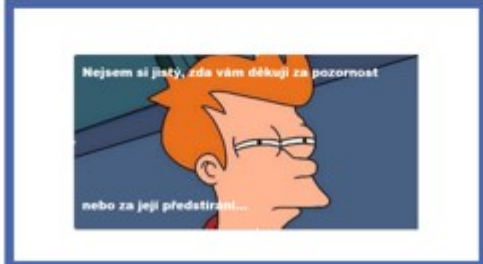 Nejsem si jistý, zda vám děkuji za pozornost
nebo za její předstírání...